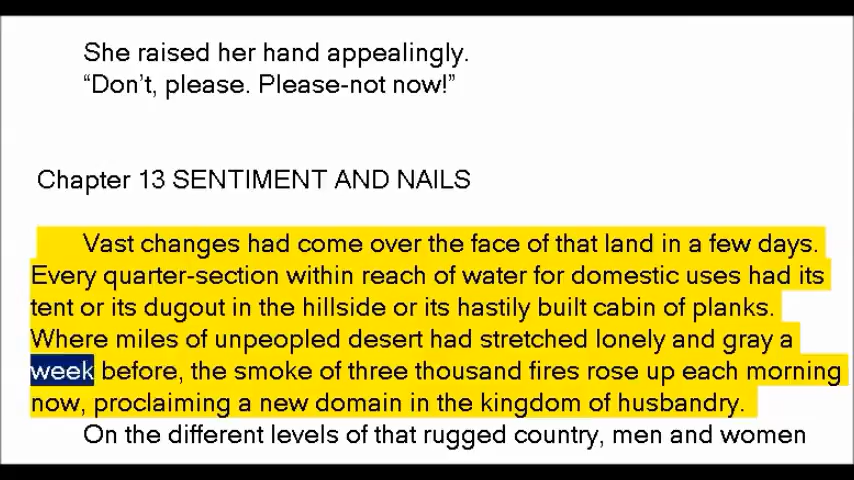 She raised her hand appealingly.
“Don’t, please. Please-not now!”
Chapter 13 SENTIMENT AND NAILS
Vast changes had come over the face of that land in a few days.
Every quarter-section within reach of water for domestic uses had its
tent or its dugout in the hillside or its hastily built cabin of planks.
Where miles of unpeopled desert had stretched lonely and gray a
week before, the smoke of three thousand fires rose up each morning
now, proclaiming a new domain in the kingdom of husbandry.
On the different levels of that rugged country, men and women